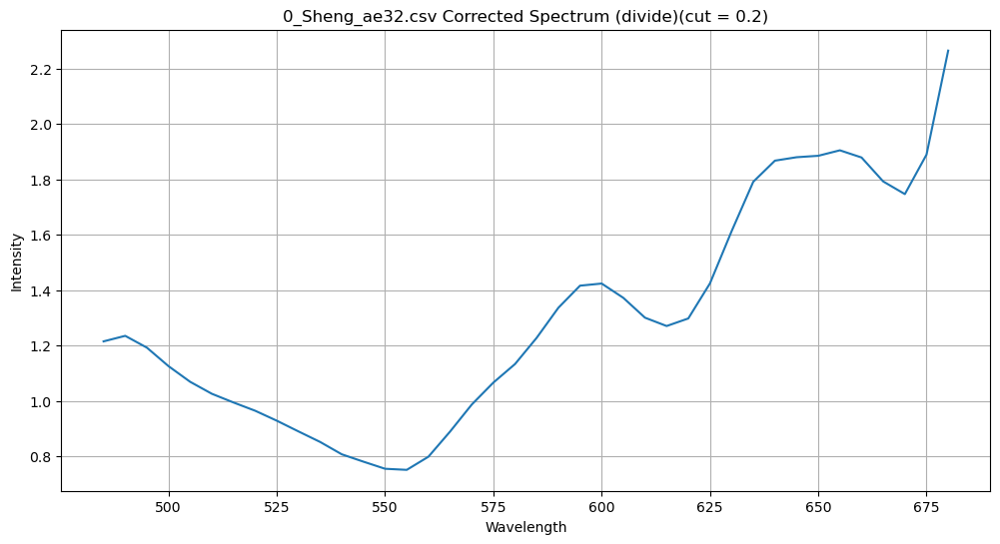 0_Sheng_ae32.csv Corrected Spectrum (divide)(cut = 0.2)
Intensity
2.2
2.0
1.8
1.6
1.4
1.2
1.0
0.8
500 525 550 575 600 625 650 675
Wavelength